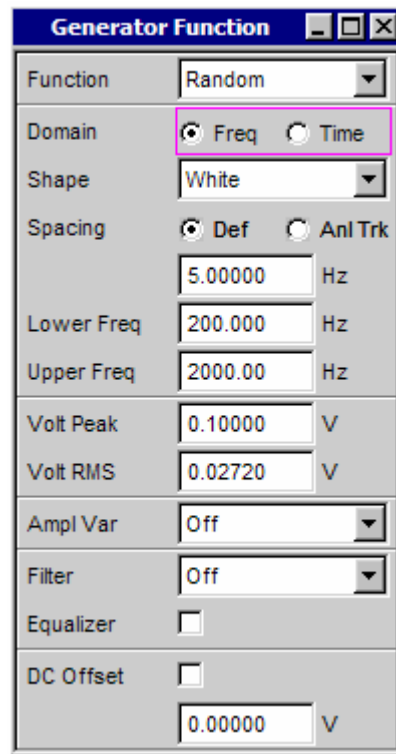 Generator Function
Function Random
Domain Freq Time
Shape White
Spacing Def Anl Trk
5.00000 Hz
Lower Freq 200.000 Hz
Upper Freq 2000.00 Hz
Volt Peak 0.10000 V
Volt RMS 0.02720 V
Ampl Var Off
Filter Off
Equalizer
DC Offset
0.00000 V